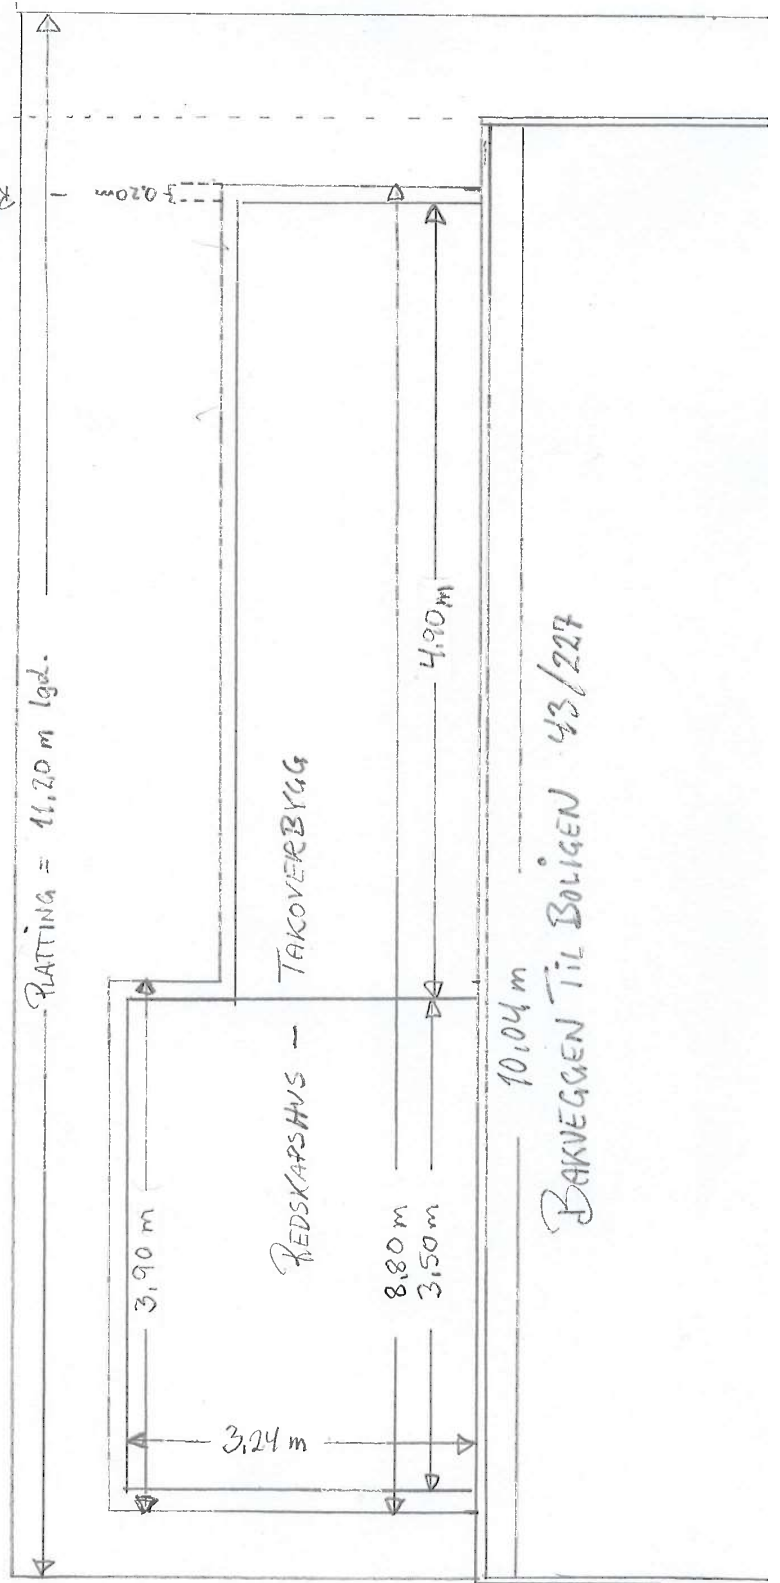 PLATTING = 11,20 m lgd.
0,20m
3,90 m
REDSKAPSHUS - TAKOVERBYGG
3,24 m
8,80 m
3,50 m
4,90 m
10,04 m
BAKVEGGEN TIL BOLIGEN 43/227